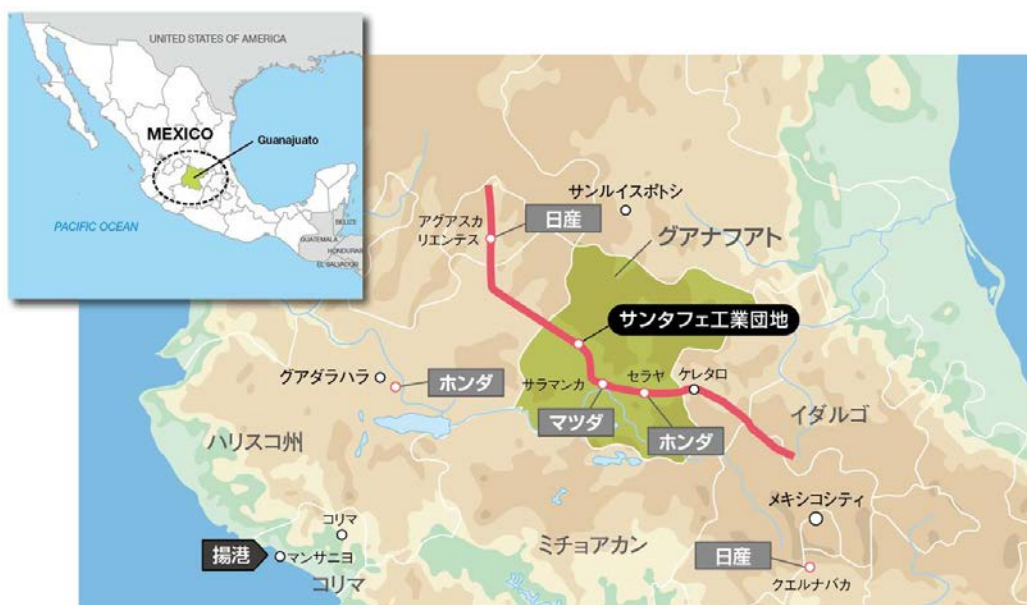 UNITED STATES OF AMERICA
MEXICO
Guanajuato
PACIFIC OCEAN
BELIZE
GUATEMALA
HONDURAS
EL SALVADOR
サンルイスポトシ
アグアスカ
リエンテス
日産
グアナファト
サンタフェ工業団地
グアダラハラ
ホンダ
サラマンカ
セラヤ
ケレタロ
マツダ
ホンダ
イダルゴ
ハリスコ州
メキシコシティ
コリマ
揚港
マンサニヨ
コリマ
ミチョアカン
日産
クエルナバカ